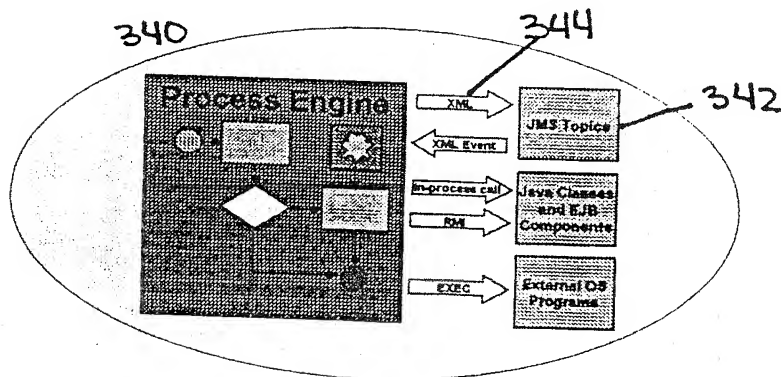 340
344
342
Process Engine
XML
JMS Topics
XML Event
in-process call
Java Classes
and EJB
Components
RMI
EXEC
External OS
Programs